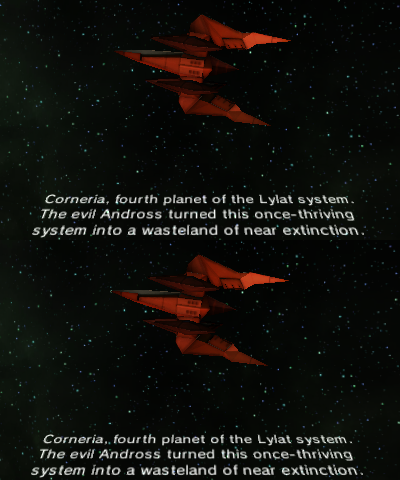 Corneria, fourth planet of the Lylat system.
The evil Andross turned this once-thriving
system into a wasteland of near extinction.
Corneria, fourth planet of the Lylat system.
The evil Andross turned this once-thriving
system into a wasteland of near extinction.